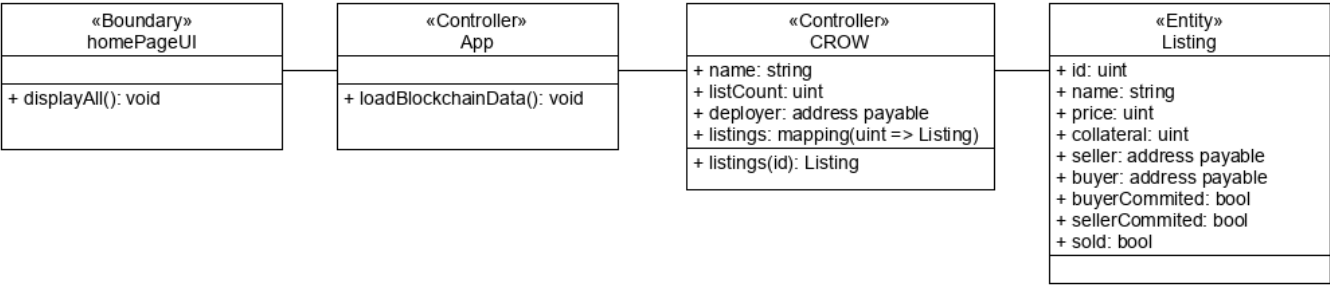 «Boundary»
homePageUI
+ displayAll(): void
«Controller»
App
+ loadBlockchainData(): void
«Controller»
CROW
+ name: string
+ listCount: uint
+ deployer: address payable
+ listings: mapping(uint => Listing)
+ listings(id): Listing
«Entity»
Listing
+ id: uint
+ name: string
+ price: uint
+ collateral: uint
+ seller: address payable
+ buyer: address payable
+ buyerCommited: bool
+ sellerCommited: bool
+ sold: bool